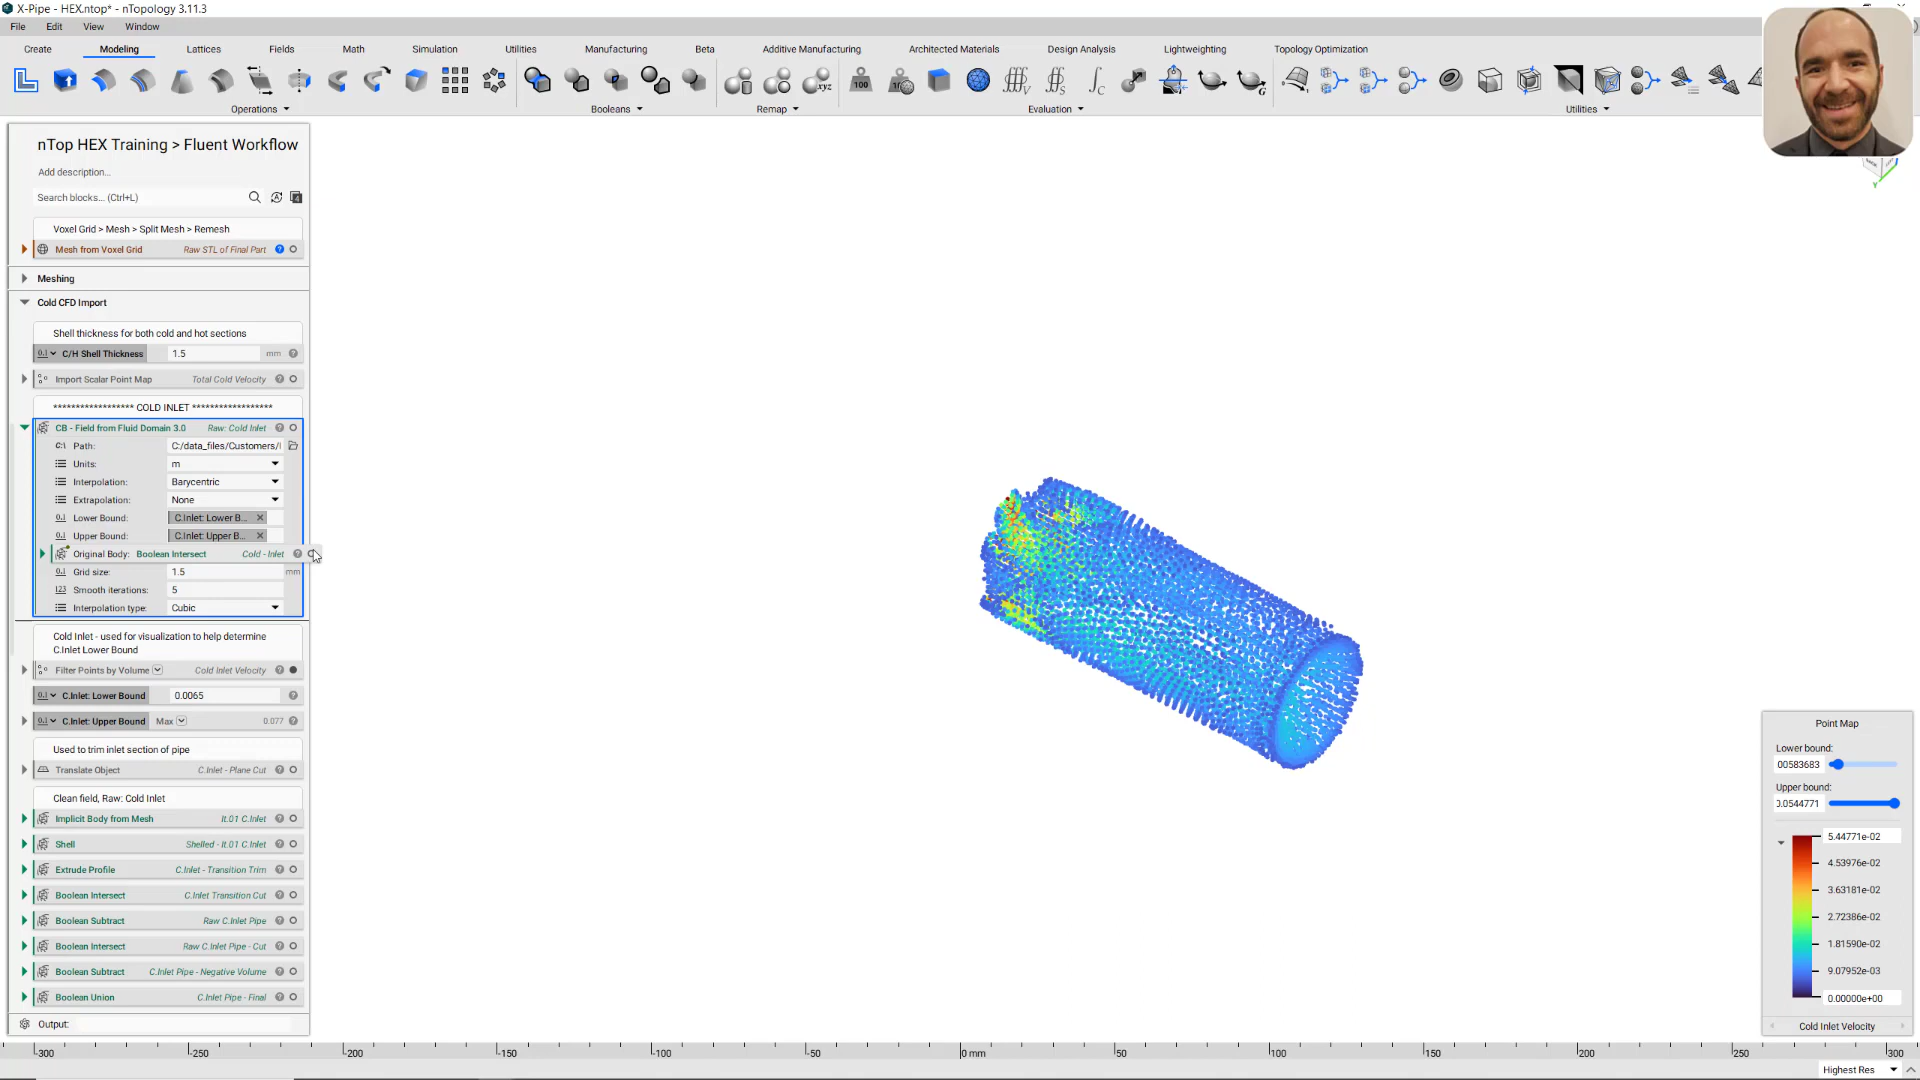 X-Pipe - HEX.ntop* - nTopology 3.11.3
File Edit View Window
Create Modeling Lattices Fields Math Simulation Utilities Manufacturing Beta Additive Manufacturing Architected Materials Design Analysis Lightweighting Topology Optimization
Operations Booleans Remap Evaluation Utilities
nTop HEX Training > Fluent Workflow
Add description...
Search blocks... (Ctrl+L)
Voxel Grid > Mesh > Split Mesh > Remesh
Mesh from Voxel Grid Raw STL of Final Part
Meshing
Cold CFD Import
Shell thickness for both cold and hot sections
C/H Shell Thickness 1.5 mm
Import Scalar Point Map Total Cold Velocity
****************** COLD INLET ******************
CB - Field from Fluid Domain 3.0 Raw: Cold Inlet
Path: C:/data_files/Customers/
Units: m
Interpolation: Barycentric
Extrapolation: None
Lower Bound: C.Inlet: Lower B...
Upper Bound: C.Inlet: Upper B...
Original Body: Boolean Intersect Cold - Inlet
Grid size: 1.5 mm
Smooth iterations: 5
Interpolation type: Cubic
Cold Inlet - used for visualization to help determine
C.Inlet Lower Bound
Filter Points by Volume Cold Inlet Velocity
C.Inlet: Lower Bound 0.0065
C.Inlet: Upper Bound Max 0.077
Used to trim inlet section of pipe
Translate Object C.Inlet - Plane Cut
Clean field, Raw: Cold Inlet
Implicit Body from Mesh It.01 C.Inlet
Shell Shelled - It.01 C.Inlet
Extrude Profile C.Inlet - Transition Trim
Boolean Intersect C.Inlet Transition Cut
Boolean Subtract Raw C.Inlet Pipe
Boolean Intersect Raw C.Inlet Pipe - Cut
Boolean Subtract C.Inlet Pipe - Negative Volume
Boolean Union C.Inlet Pipe - Final
Output:
Point Map
Lower bound:
00583683
Upper bound:
0.0544771
5.44771e-02
4.53976e-02
3.63181e-02
2.72386e-02
1.81590e-02
9.07952e-03
0.00000e+00
Cold Inlet Velocity
-300 -250 -200 -150 -100 -50 0 mm 50 100 150 200 250 300
Highest Res